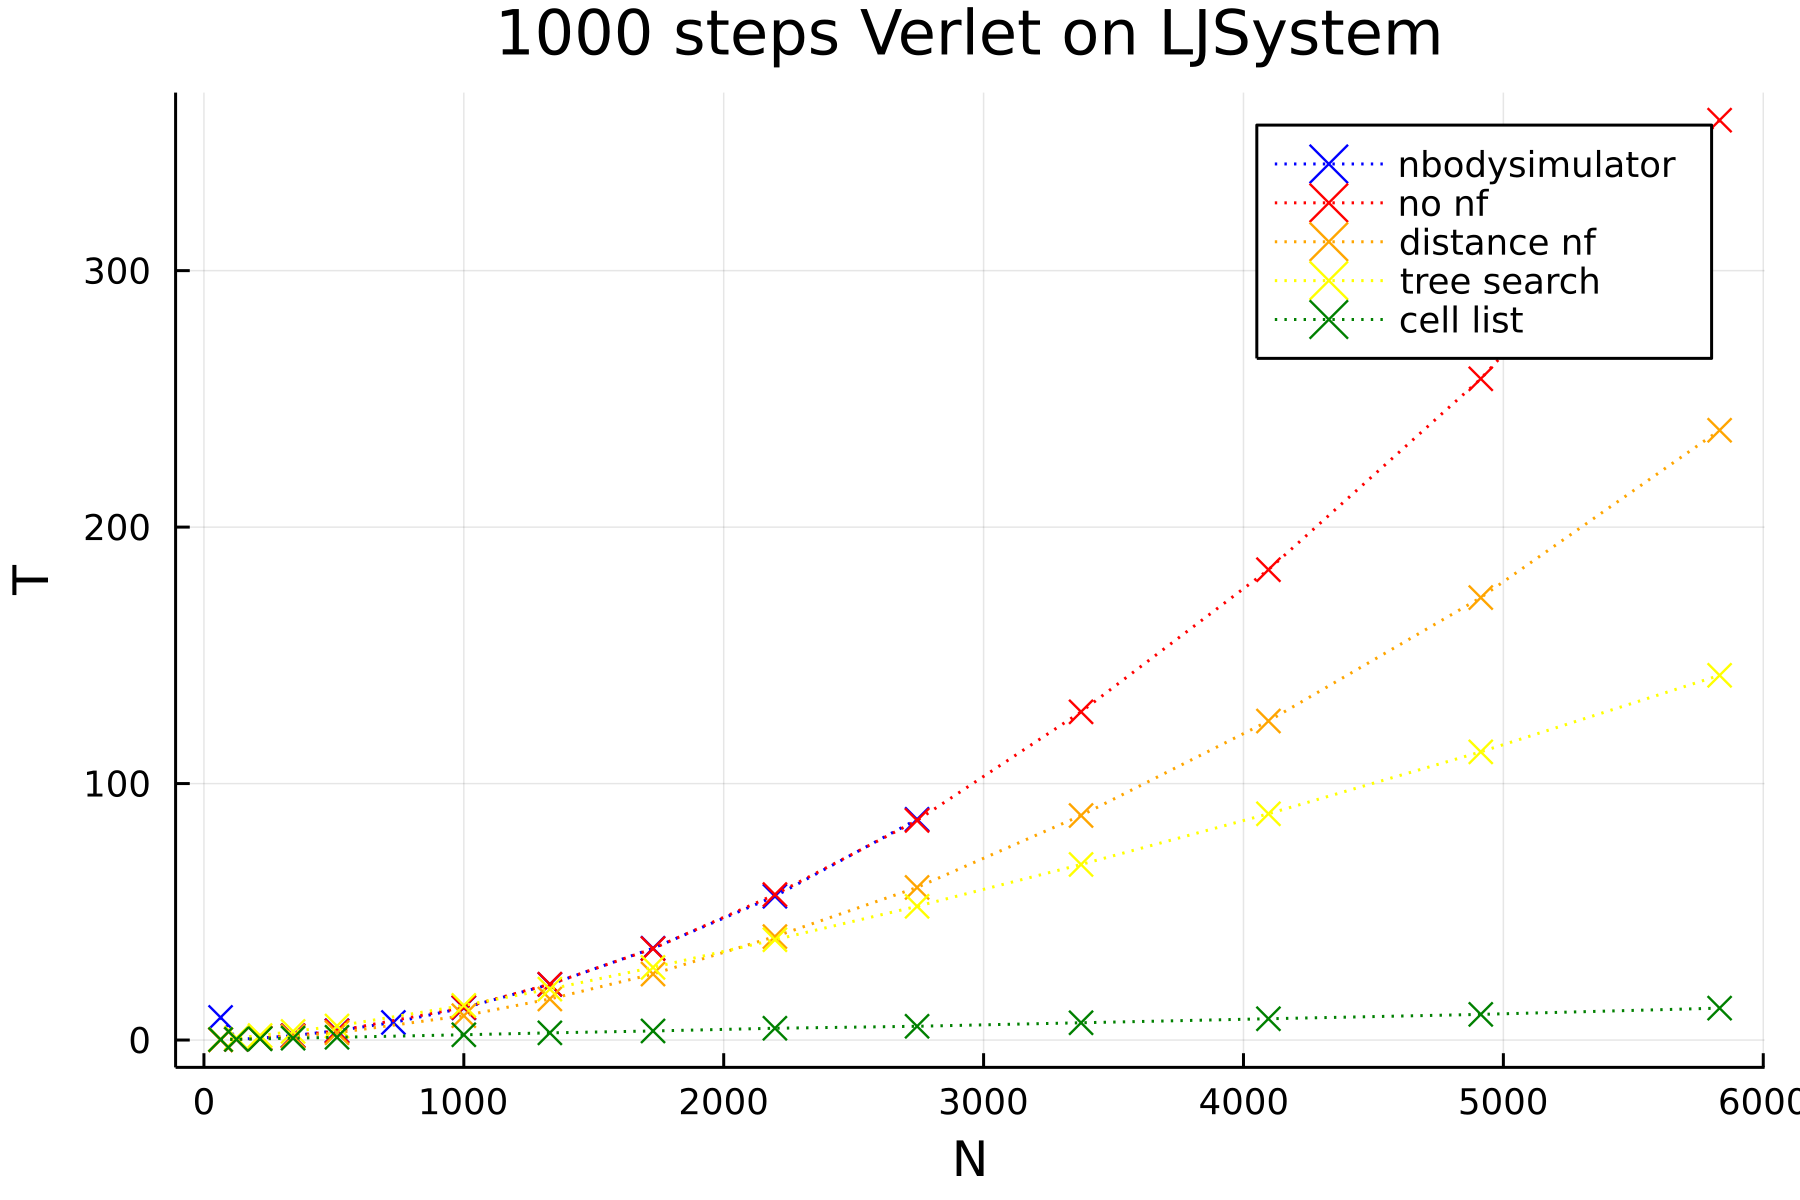 1000 steps Verlet on LJSystem
nbodysimulator
no nf
distance nf
tree search
cell list
300
200
100
0
T
0 1000 2000 3000 4000 5000 6000
N